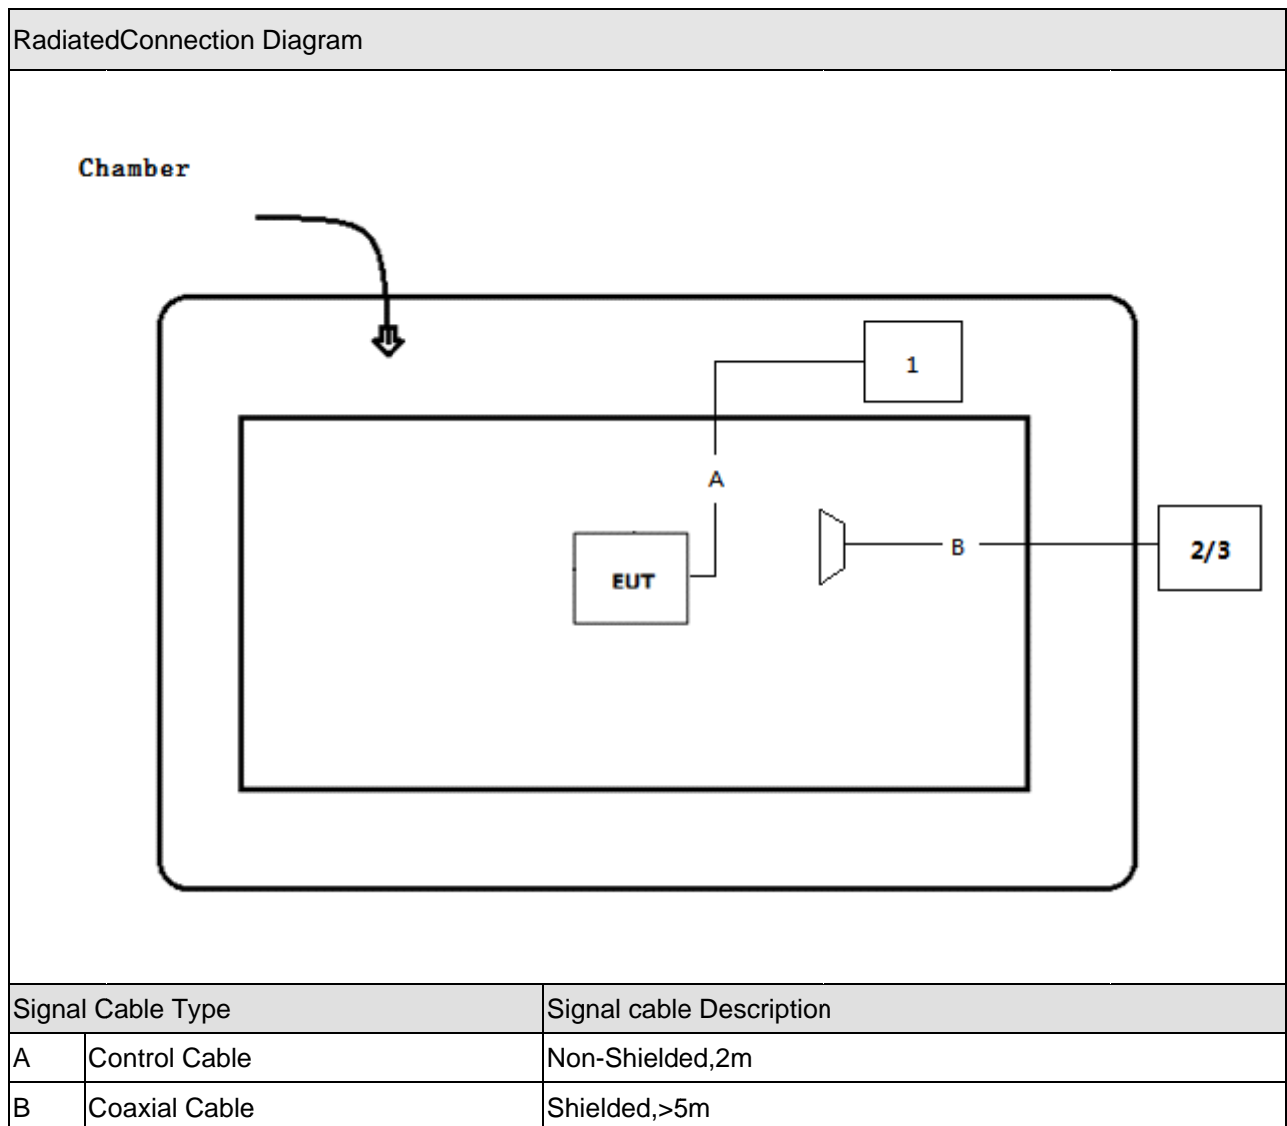 RadiatedConnection Diagram
Chamber
1
A
B
2/3
EUT
Signal Cable Type Signal cable Description
A Control Cable Non-Shielded,2m
B Coaxial Cable Shielded,>5m